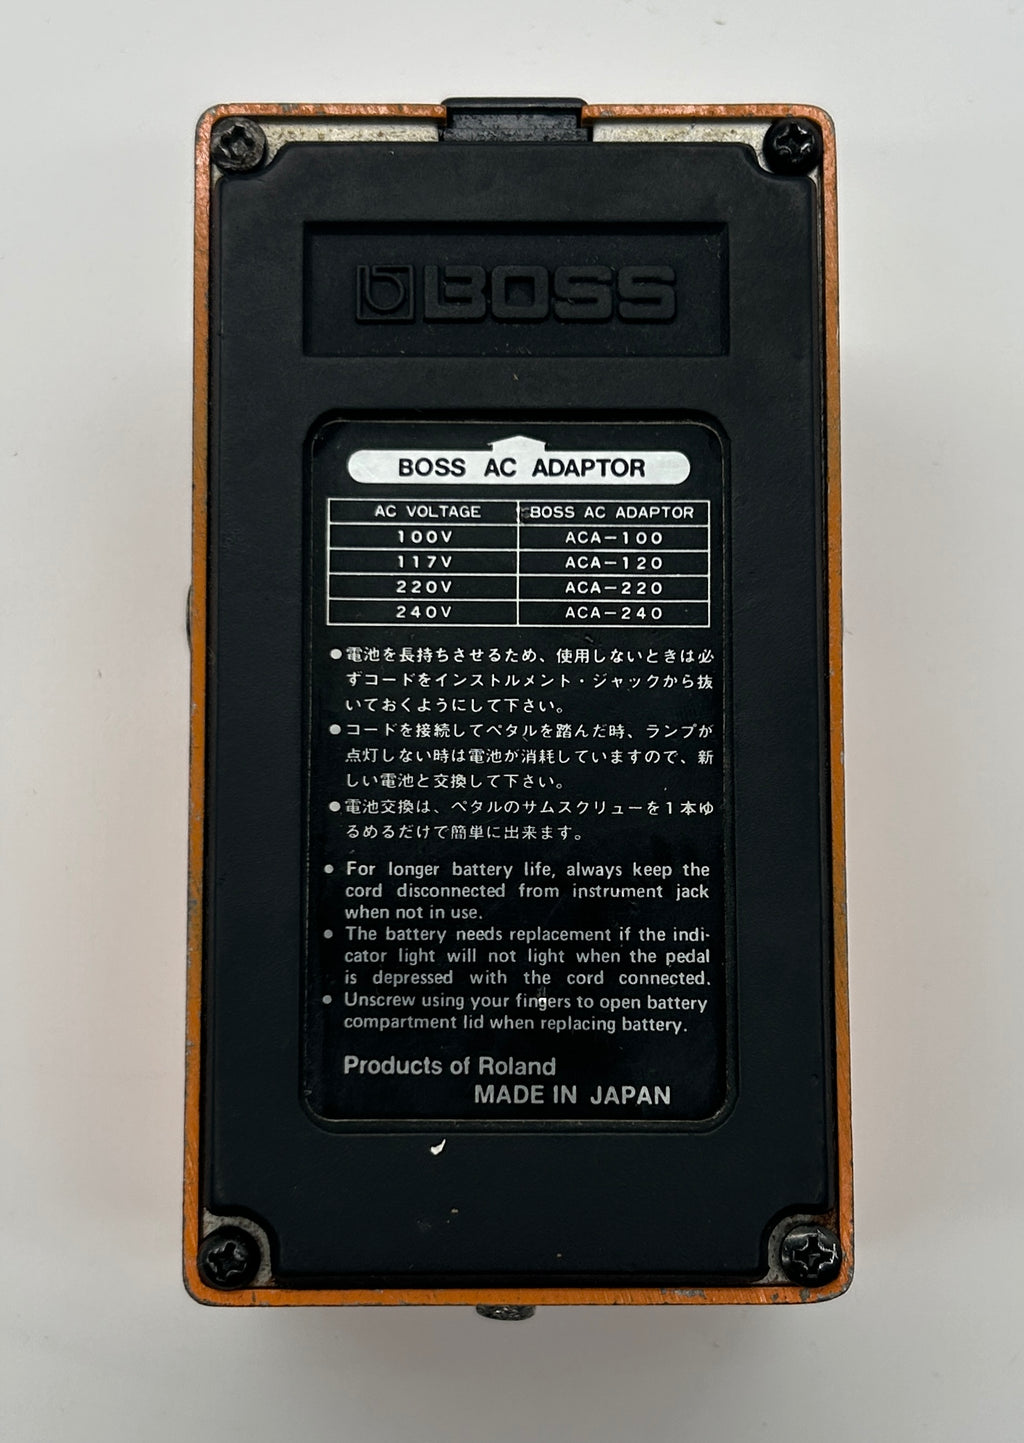 BOSS
BOSS AC ADAPTOR
AC VOLTAGE BOSS AC ADAPTOR
100V ACA-100
117V ACA-120
220V ACA-220
240V ACA-240
●電池を長持ちさせるため、使用しないときは必
ずコードをインストルメント・ジャックから抜
いておくようにして下さい。
●コードを接続してペタルを踏んだ時、ランプが
点灯しない時は電池が消耗していますので、新
しい電池と交換して下さい。
●電池交換は、ペタルのサムスクリューを1本ゆ
るめるだけで簡単に出来ます。
● For longer battery life, always keep the
cord disconnected from instrument jack
when not in use.
● The battery needs replacement if the indi-
cator light will not light when the pedal
is depressed with the cord connected.
● Unscrew using your fingers to open battery
compartment lid when replacing battery.
Products of Roland
MADE IN JAPAN